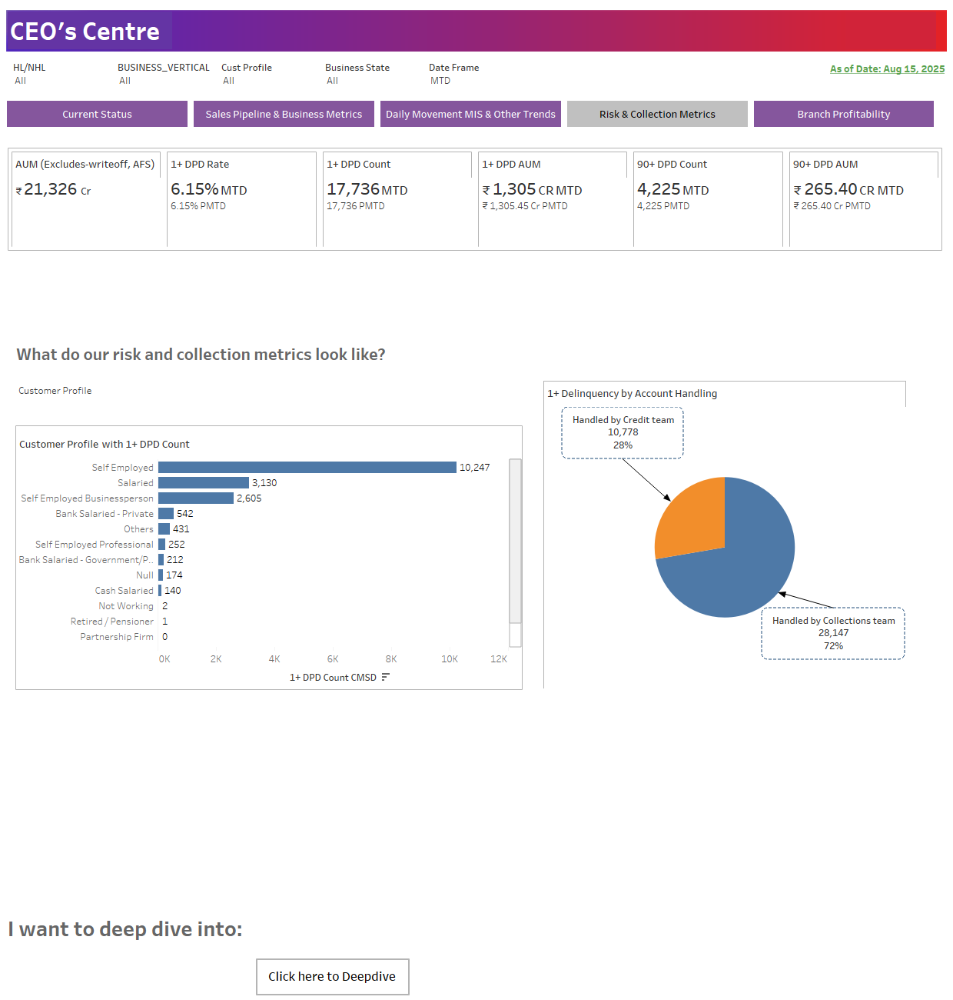 CEO's Centre
HL/NHL
All
BUSINESS_VERTICAL
All
Cust Profile
All
Business State
All
Date Frame
MTD
As of Date: Aug 15, 2025
Current Status
Sales Pipeline & Business Metrics
Daily Movement MIS & Other Trends
Risk & Collection Metrics
Branch Profitability
AUM (Excludes-writeoff, AFS)
₹ 21,326 Cr
1+ DPD Rate
6.15% MTD
6.15% PMTD
1+ DPD Count
17,736 MTD
17,736 PMTD
1+ DPD AUM
₹ 1,305 CR MTD
₹ 1,305.45 Cr PMTD
90+ DPD Count
4,225 MTD
4,225 PMTD
90+ DPD AUM
₹ 265.40 CR MTD
₹ 265.40 Cr PMTD
What do our risk and collection metrics look like?
Customer Profile
Customer Profile with 1+ DPD Count
Self Employed 10,247
Salaried 3,130
Self Employed Businessperson 2,605
Bank Salaried - Private 542
Others 431
Self Employed Professional 252
Bank Salaried - Government/P.. 212
Null 174
Cash Salaried 140
Not Working 2
Retired / Pensioner 1
Partnership Firm 0
0K 2K 4K 6K 8K 10K 12K
1+ DPD Count CMSD
1+ Delinquency by Account Handling
Handled by Credit team
10,778
28%
Handled by Collections team
28,147
72%
I want to deep dive into:
Click here to Deepdive